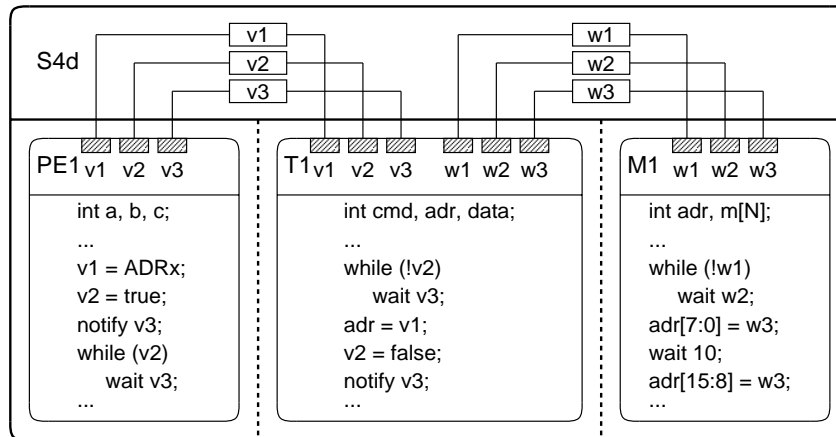 S4d
v1
v2
v3
w1
w2
w3
PE1
v1 v2 v3
int a, b, c;
...
v1 = ADRx;
v2 = true;
notify v3;
while (v2)
wait v3;
...
T1
v1 v2 v3 w1 w2 w3
int cmd, adr, data;
...
while (!v2)
wait v3;
adr = v1;
v2 = false;
notify v3;
...
M1
w1 w2 w3
int adr, m[N];
...
while (!w1)
wait w2;
adr[7:0] = w3;
wait 10;
adr[15:8] = w3;
...